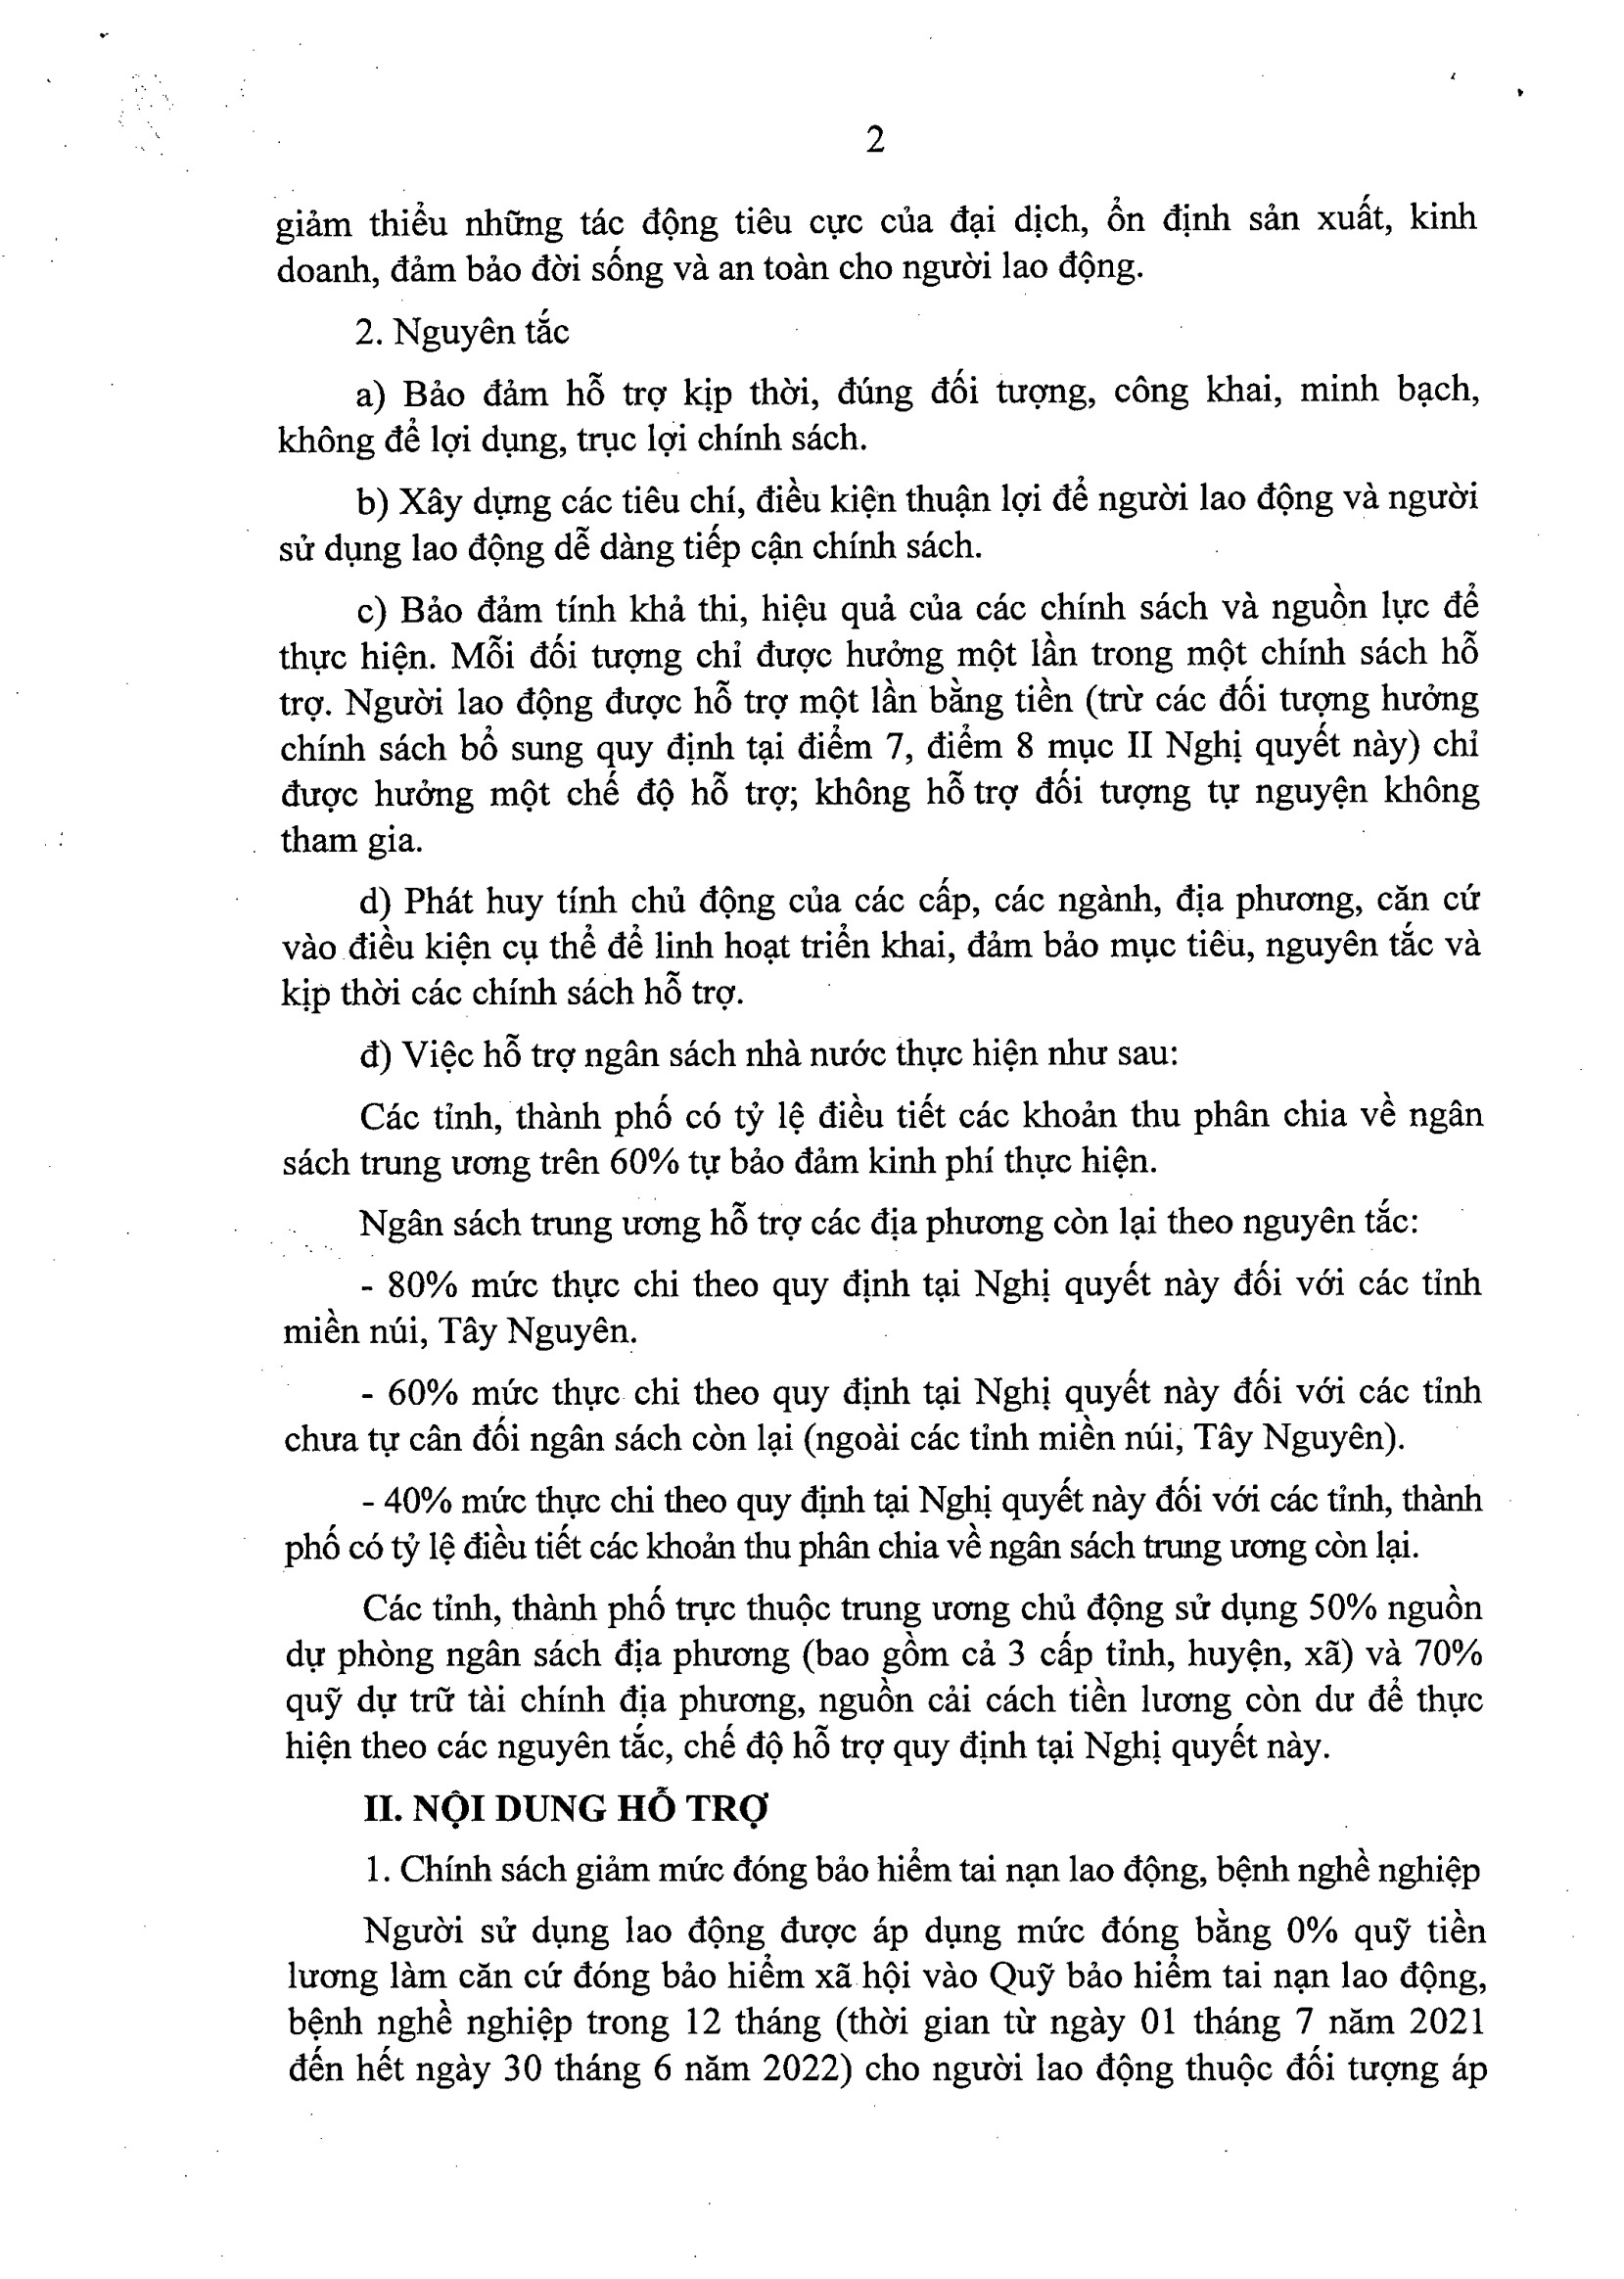 2
giảm thiểu những tác động tiêu cực của đại dịch, ổn định sản xuất, kinh
doanh, đảm bảo đời sống và an toàn cho người lao động.
2. Nguyên tắc
a) Bảo đảm hỗ trợ kịp thời, đúng đối tượng, công khai, minh bạch,
không để lợi dụng, trục lợi chính sách.
b) Xây dựng các tiêu chí, điều kiện thuận lợi để người lao động và người
sử dụng lao động dễ dàng tiếp cận chính sách.
c) Bảo đảm tính khả thi, hiệu quả của các chính sách và nguồn lực để
thực hiện. Mỗi đối tượng chỉ được hưởng một lần trong một chính sách hỗ
trợ. Người lao động được hỗ trợ một lần bằng tiền (trừ các đối tượng hưởng
chính sách bổ sung quy định tại điểm 7, điểm 8 mục II Nghị quyết này) chỉ
được hưởng một chế độ hỗ trợ; không hỗ trợ đối tượng tự nguyện không
tham gia.
d) Phát huy tính chủ động của các cấp, các ngành, địa phương, căn cứ
vào điều kiện cụ thể để linh hoạt triển khai, đảm bảo mục tiêu, nguyên tắc và
kịp thời các chính sách hỗ trợ.
đ) Việc hỗ trợ ngân sách nhà nước thực hiện như sau:
Các tỉnh, thành phố có tỷ lệ điều tiết các khoản thu phân chia về ngân
sách trung ương trên 60% tự bảo đảm kinh phí thực hiện.
Ngân sách trung ương hỗ trợ các địa phương còn lại theo nguyên tắc:
- 80% mức thực chi theo quy định tại Nghị quyết này đối với các tỉnh
miền núi, Tây Nguyên.
- 60% mức thực chi theo quy định tại Nghị quyết này đối với các tỉnh
chưa tự cân đối ngân sách còn lại (ngoài các tỉnh miền núi, Tây Nguyên).
- 40% mức thực chi theo quy định tại Nghị quyết này đối với các tỉnh, thành
phố có tỷ lệ điều tiết các khoản thu phân chia về ngân sách trung ương còn lại.
Các tỉnh, thành phố trực thuộc trung ương chủ động sử dụng 50% nguồn
dự phòng ngân sách địa phương (bao gồm cả 3 cấp tỉnh, huyện, xã) và 70%
quỹ dự trữ tài chính địa phương, nguồn cải cách tiền lương còn dư để thực
hiện theo các nguyên tắc, chế độ hỗ trợ quy định tại Nghị quyết này.
II. NỘI DUNG HỖ TRỢ
1. Chính sách giảm mức đóng bảo hiểm tai nạn lao động, bệnh nghề nghiệp
Người sử dụng lao động được áp dụng mức đóng bằng 0% quỹ tiền
lương làm căn cứ đóng bảo hiểm xã hội vào Quỹ bảo hiểm tai nạn lao động,
bệnh nghề nghiệp trong 12 tháng (thời gian từ ngày 01 tháng 7 năm 2021
đến hết ngày 30 tháng 6 năm 2022) cho người lao động thuộc đối tượng áp